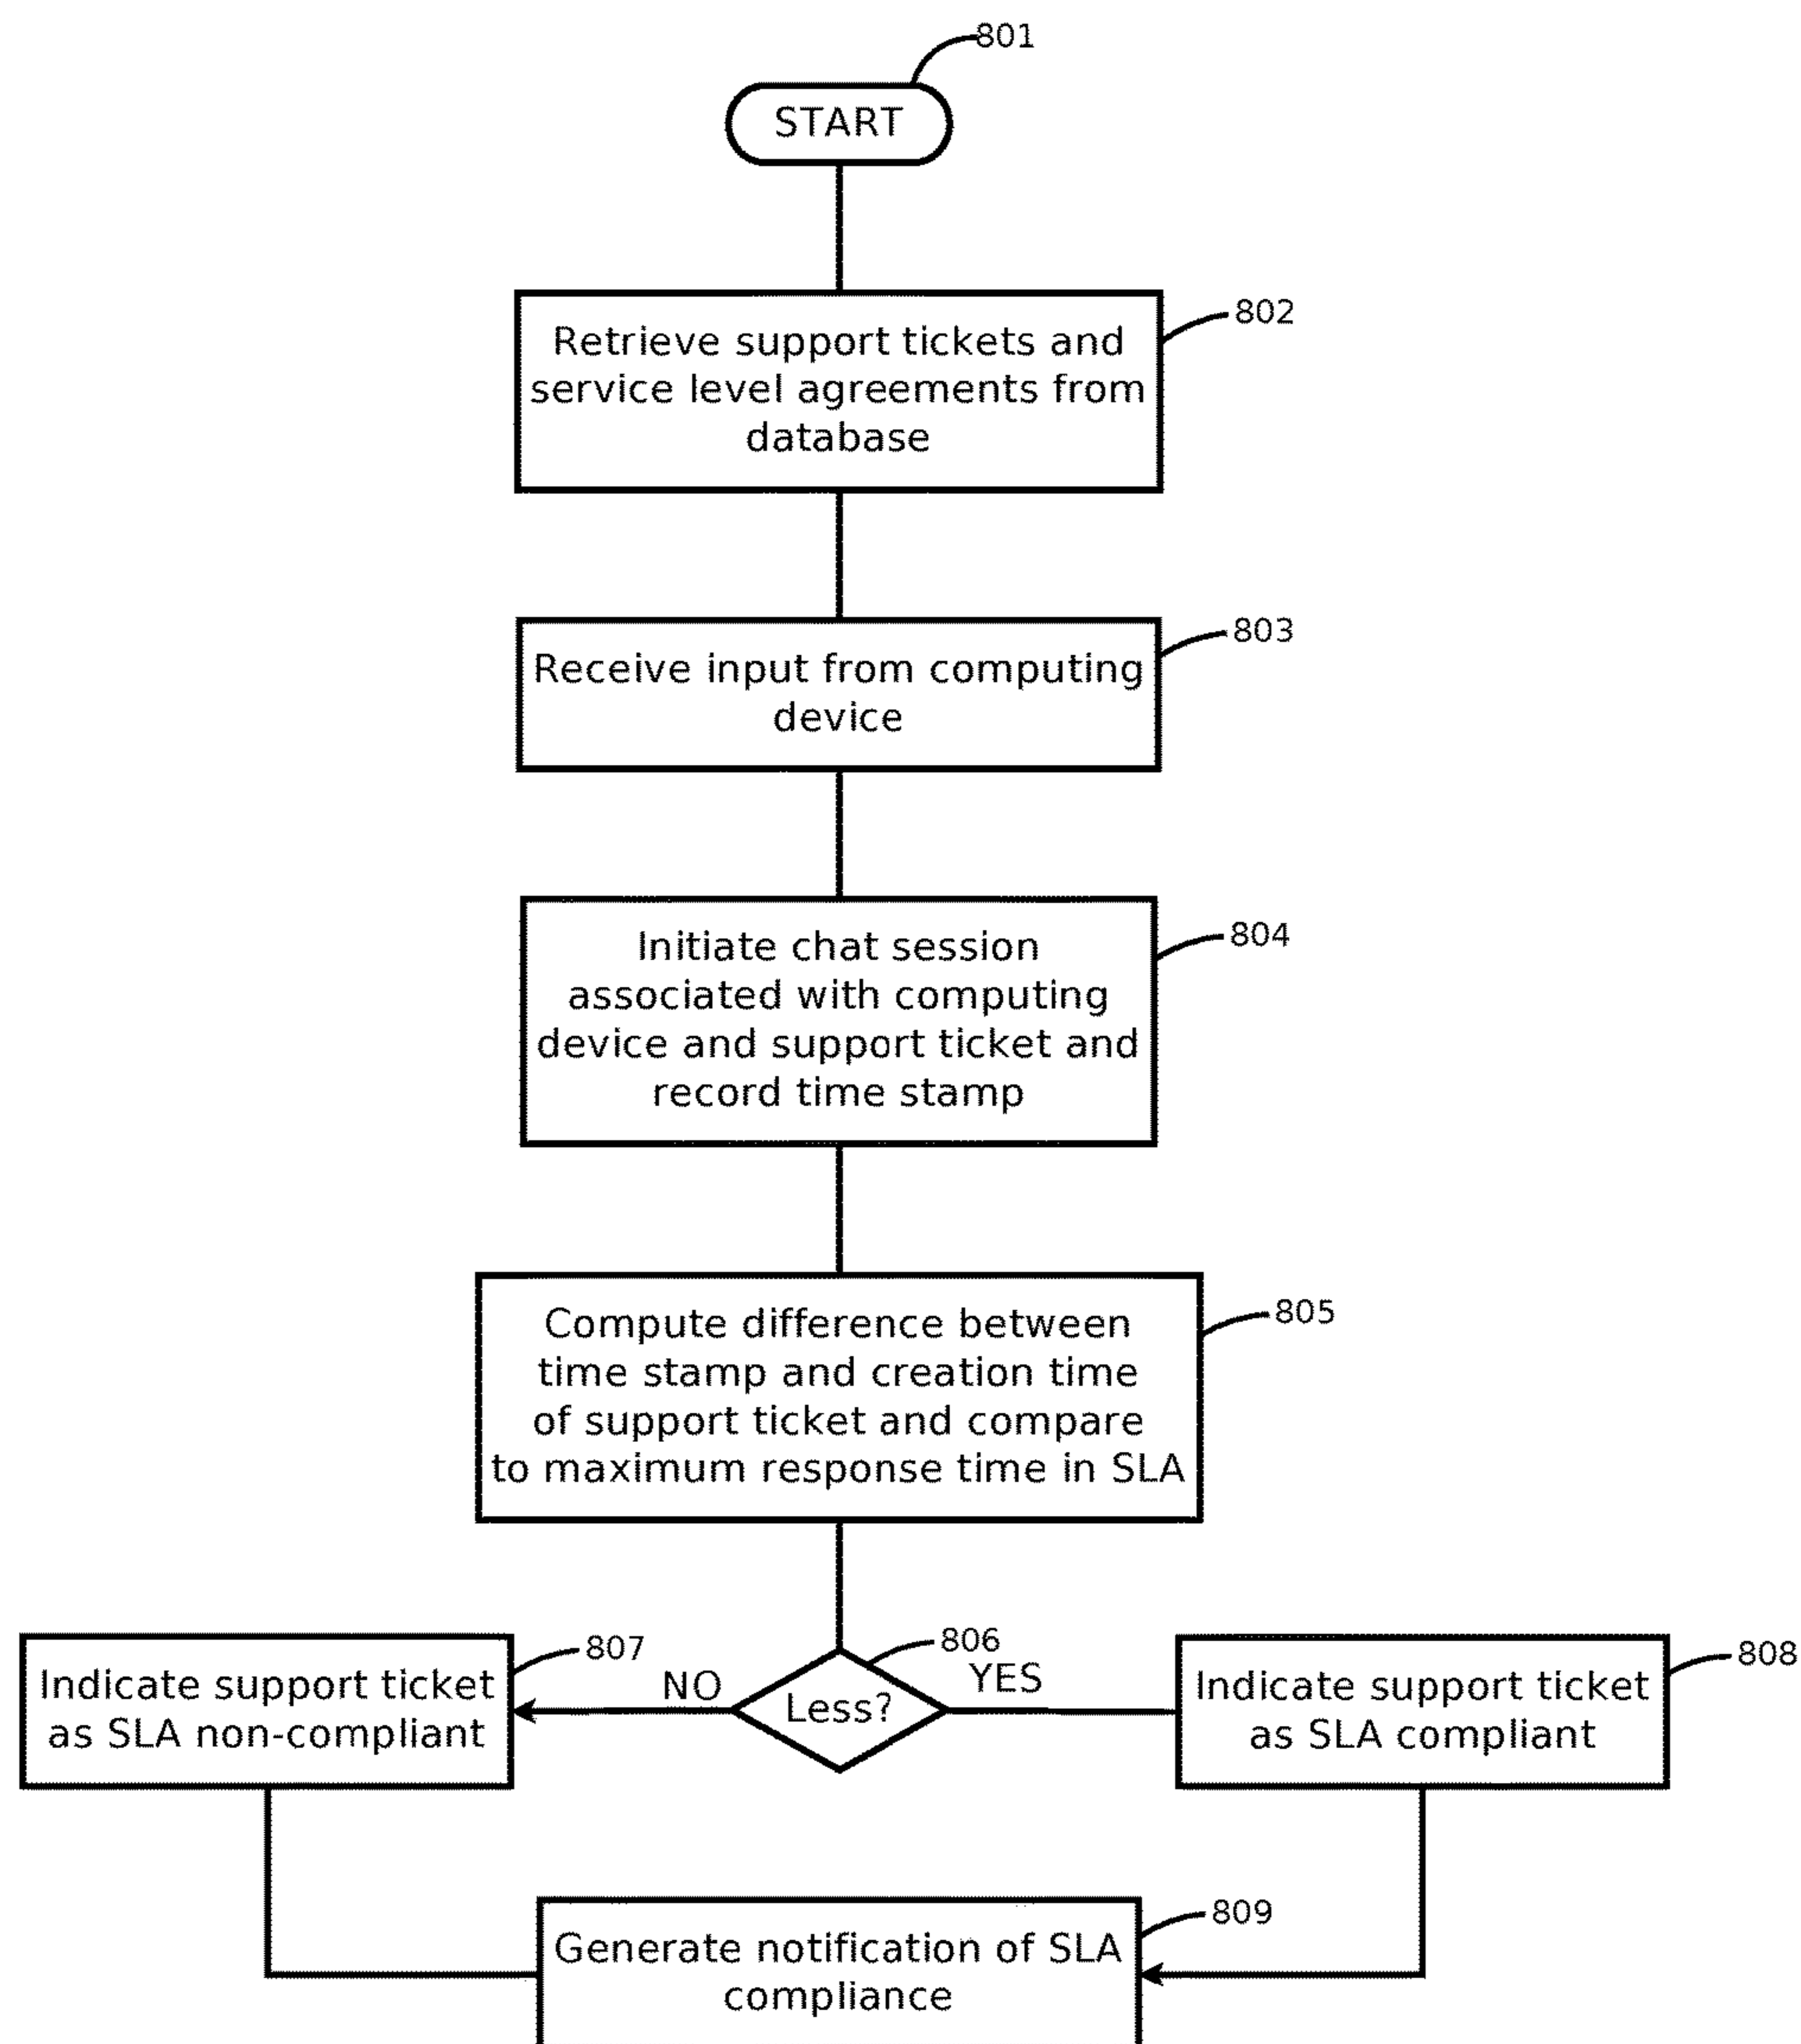 801
START
802
Retrieve support tickets and
service level agreements from
database
803
Receive input from computing
device
804
Initiate chat session
associated with computing
device and support ticket and
record time stamp
805
Compute difference between
time stamp and creation time
of support ticket and compare
to maximum response time in SLA
806
Less?
NO
YES
807
Indicate support ticket
as SLA non-compliant
808
Indicate support ticket
as SLA compliant
809
Generate notification of SLA
compliance